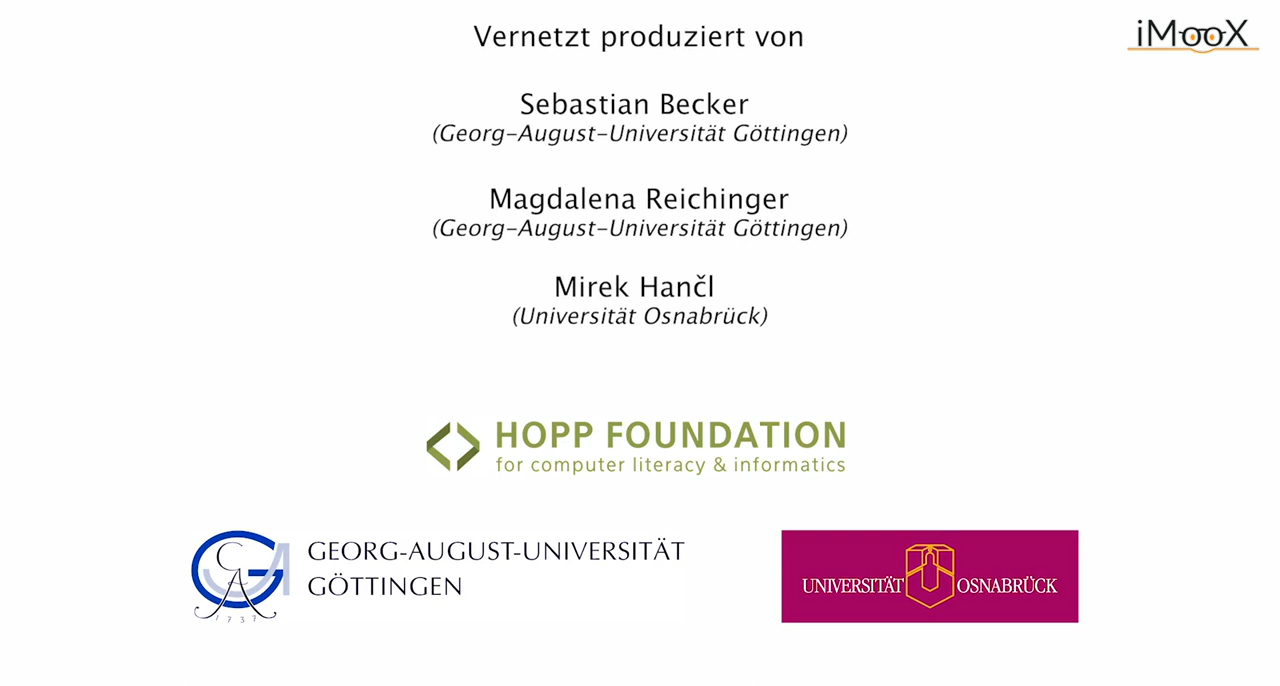 Vernetzt produziert von
iMooX
Sebastian Becker
(Georg-August-Universität Göttingen)
Magdalena Reichinger
(Georg-August-Universität Göttingen)
Mirek Hančl
(Universität Osnabrück)
HOPP FOUNDATION
for computer literacy & informatics
GEORG-AUGUST-UNIVERSITÄT
GÖTTINGEN
1737
UNIVERSITÄT OSNABRÜCK